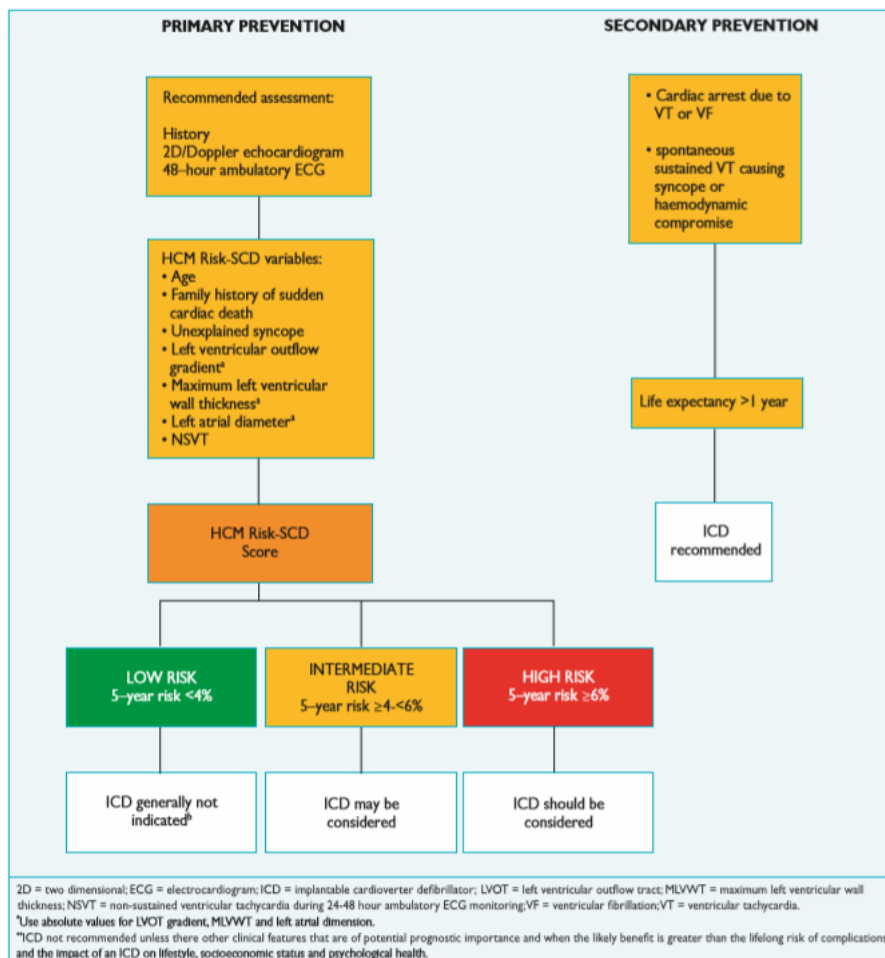 PRIMARY PREVENTION
Recommended assessment:
History
2D/Doppler echocardiogram
48–hour ambulatory ECG
HCM Risk-SCD variables:
• Age
• Family history of sudden
cardiac death
• Unexplained syncope
• Left ventricular outflow
gradientª
• Maximum left ventricular
wall thicknessª
• Left atrial diameterª
• NSVT
HCM Risk-SCD
Score
LOW RISK
5–year risk <4%
INTERMEDIATE
RISK
5–year risk ≥4-<6%
HIGH RISK
5–year risk ≥6%
ICD generally not
indicatedᵇ
ICD may be
considered
ICD should be
considered
SECONDARY PREVENTION
• Cardiac arrest due to
VT or VF
• spontaneous
sustained VT causing
syncope or
haemodynamic
compromise
Life expectancy >1 year
ICD
recommended
2D = two dimensional; ECG = electrocardiogram; ICD = implantable cardioverter defibrillator; LVOT = left ventricular outflow tract; MLVWT = maximum left ventricular wall
thickness; NSVT = non-sustained ventricular tachycardia during 24-48 hour ambulatory ECG monitoring; VF = ventricular fibrillation; VT = ventricular tachycardia.
*Use absolute values for LVOT gradient, MLVWT and left atrial dimension.
**ICD not recommended unless there other clinical features that are of potential prognostic importance and when the likely benefit is greater than the lifelong risk of complications
and the impact of an ICD on lifestyle, socioeconomic status and psychological health.